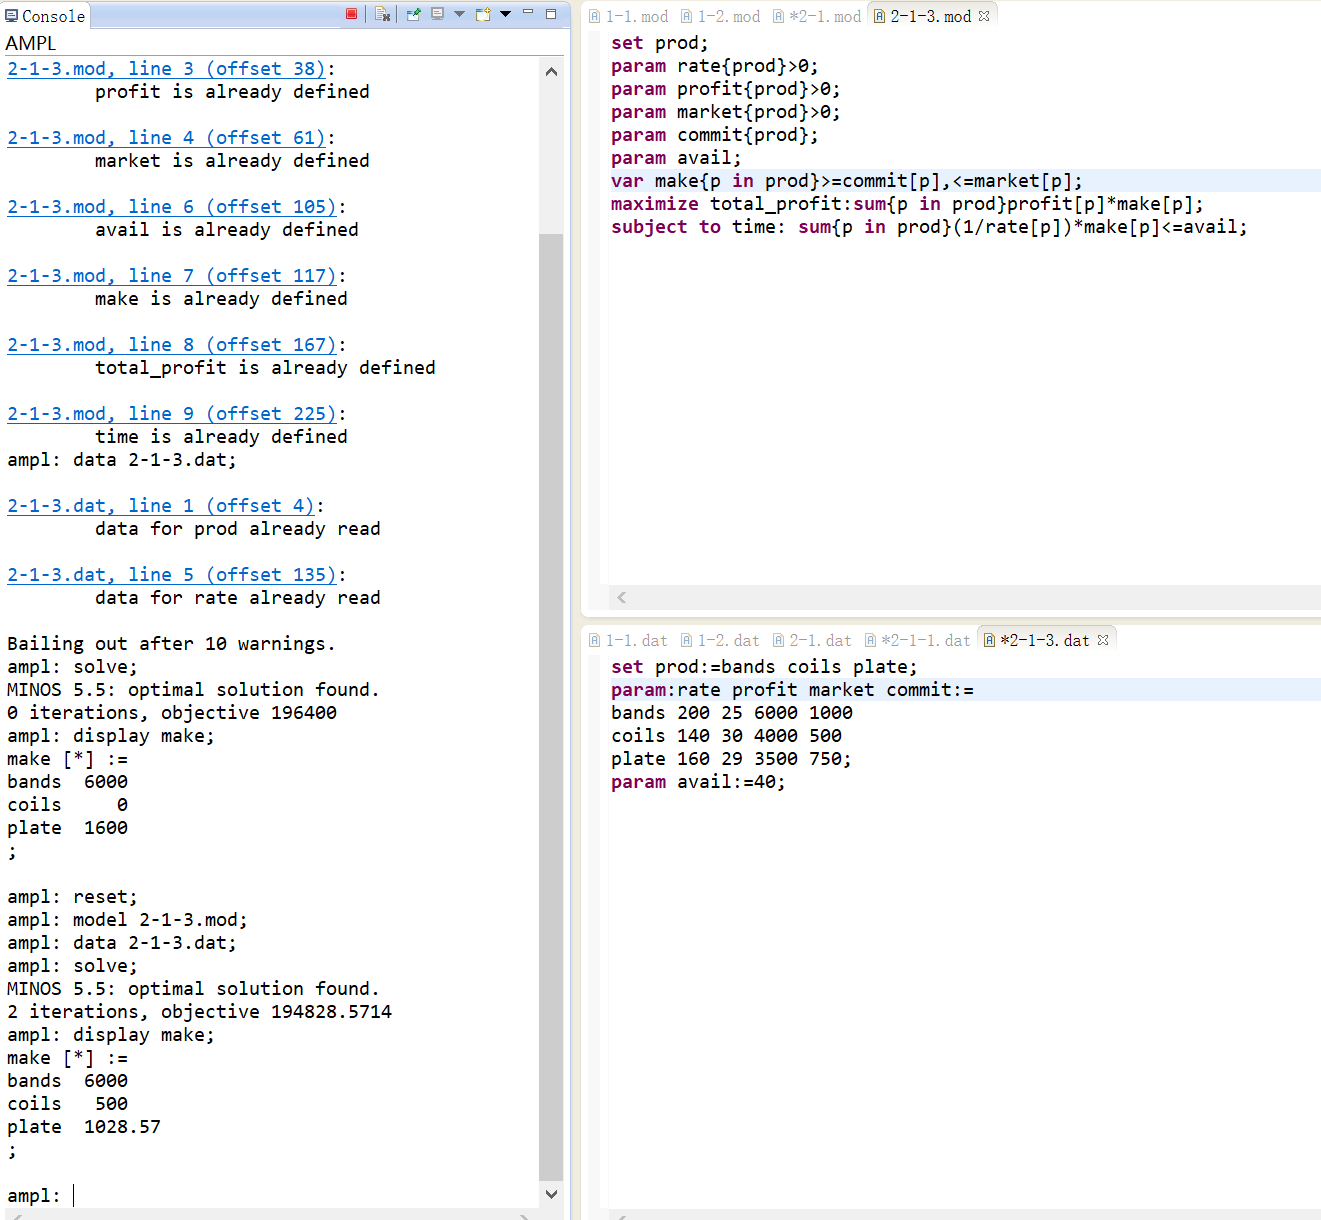 Console
AMPL
2-1-3.mod, line 3 (offset 38):
profit is already defined
2-1-3.mod, line 4 (offset 61):
market is already defined
2-1-3.mod, line 6 (offset 105):
avail is already defined
2-1-3.mod, line 7 (offset 117):
make is already defined
2-1-3.mod, line 8 (offset 167):
total_profit is already defined
2-1-3.mod, line 9 (offset 225):
time is already defined
ampl: data 2-1-3.dat;
2-1-3.dat, line 1 (offset 4):
data for prod already read
2-1-3.dat, line 5 (offset 135):
data for rate already read
Bailing out after 10 warnings.
ampl: solve;
MINOS 5.5: optimal solution found.
0 iterations, objective 196400
ampl: display make;
make [*] :=
bands 6000
coils 0
plate 1600
;
ampl: reset;
ampl: model 2-1-3.mod;
ampl: data 2-1-3.dat;
ampl: solve;
MINOS 5.5: optimal solution found.
2 iterations, objective 194828.5714
ampl: display make;
make [*] :=
bands 6000
coils 500
plate 1028.57
;
ampl:
1-1.mod 1-2.mod *2-1.mod 2-1-3.mod
set prod;
param rate{prod}>0;
param profit{prod}>0;
param market{prod}>0;
param commit{prod};
param avail;
var make{p in prod}>=commit[p],<=market[p];
maximize total_profit:sum{p in prod}profit[p]*make[p];
subject to time: sum{p in prod}(1/rate[p])*make[p]<=avail;
1-1.dat 1-2.dat 2-1.dat *2-1-1.dat *2-1-3.dat
set prod:=bands coils plate;
param:rate profit market commit:=
bands 200 25 6000 1000
coils 140 30 4000 500
plate 160 29 3500 750;
param avail:=40;